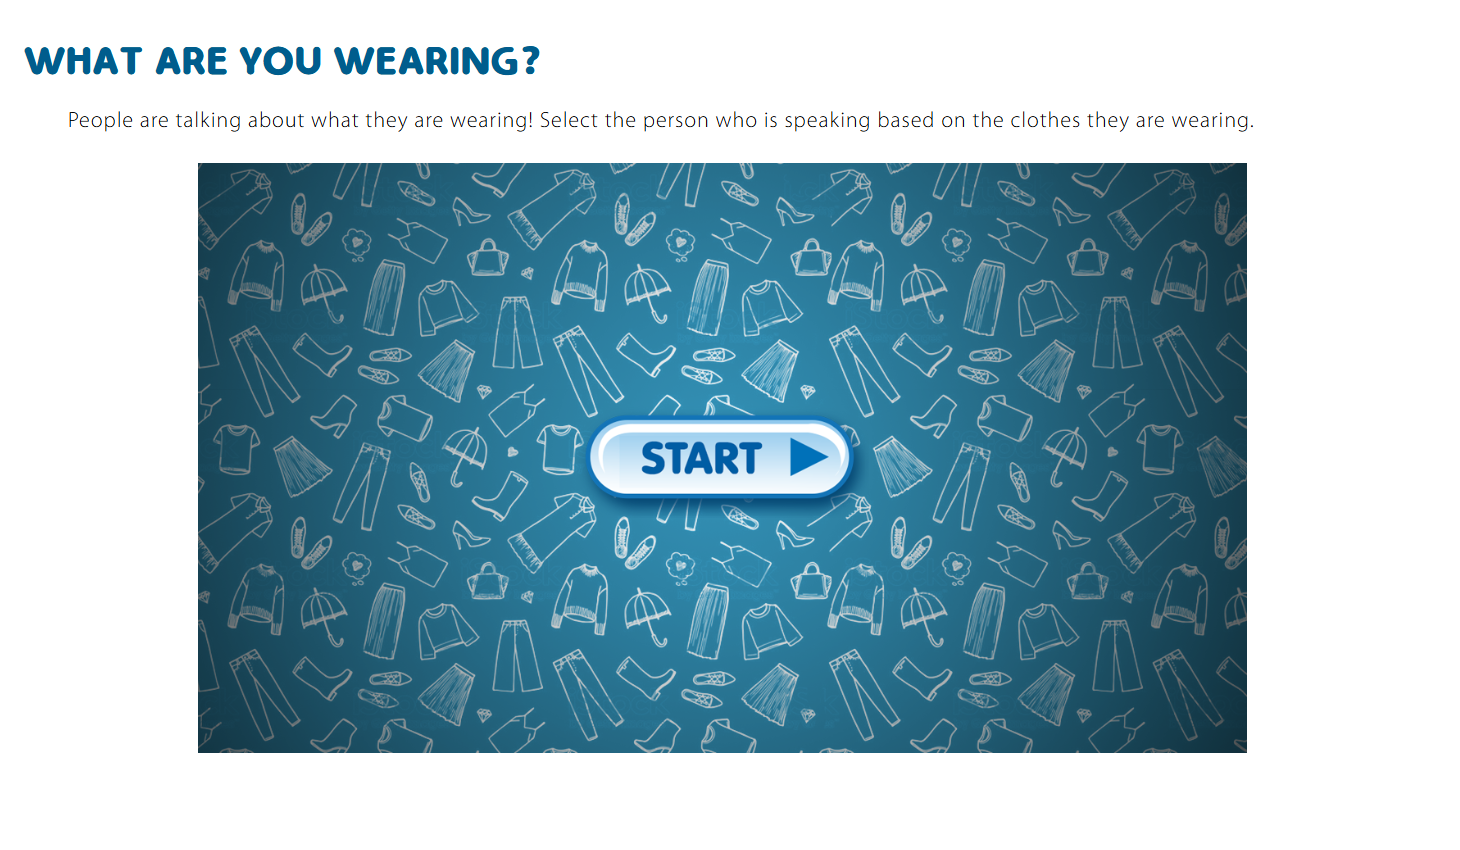 WHAT ARE YOU WEARING?
People are talking about what they are wearing! Select the person who is speaking based on the clothes they are wearing.
START